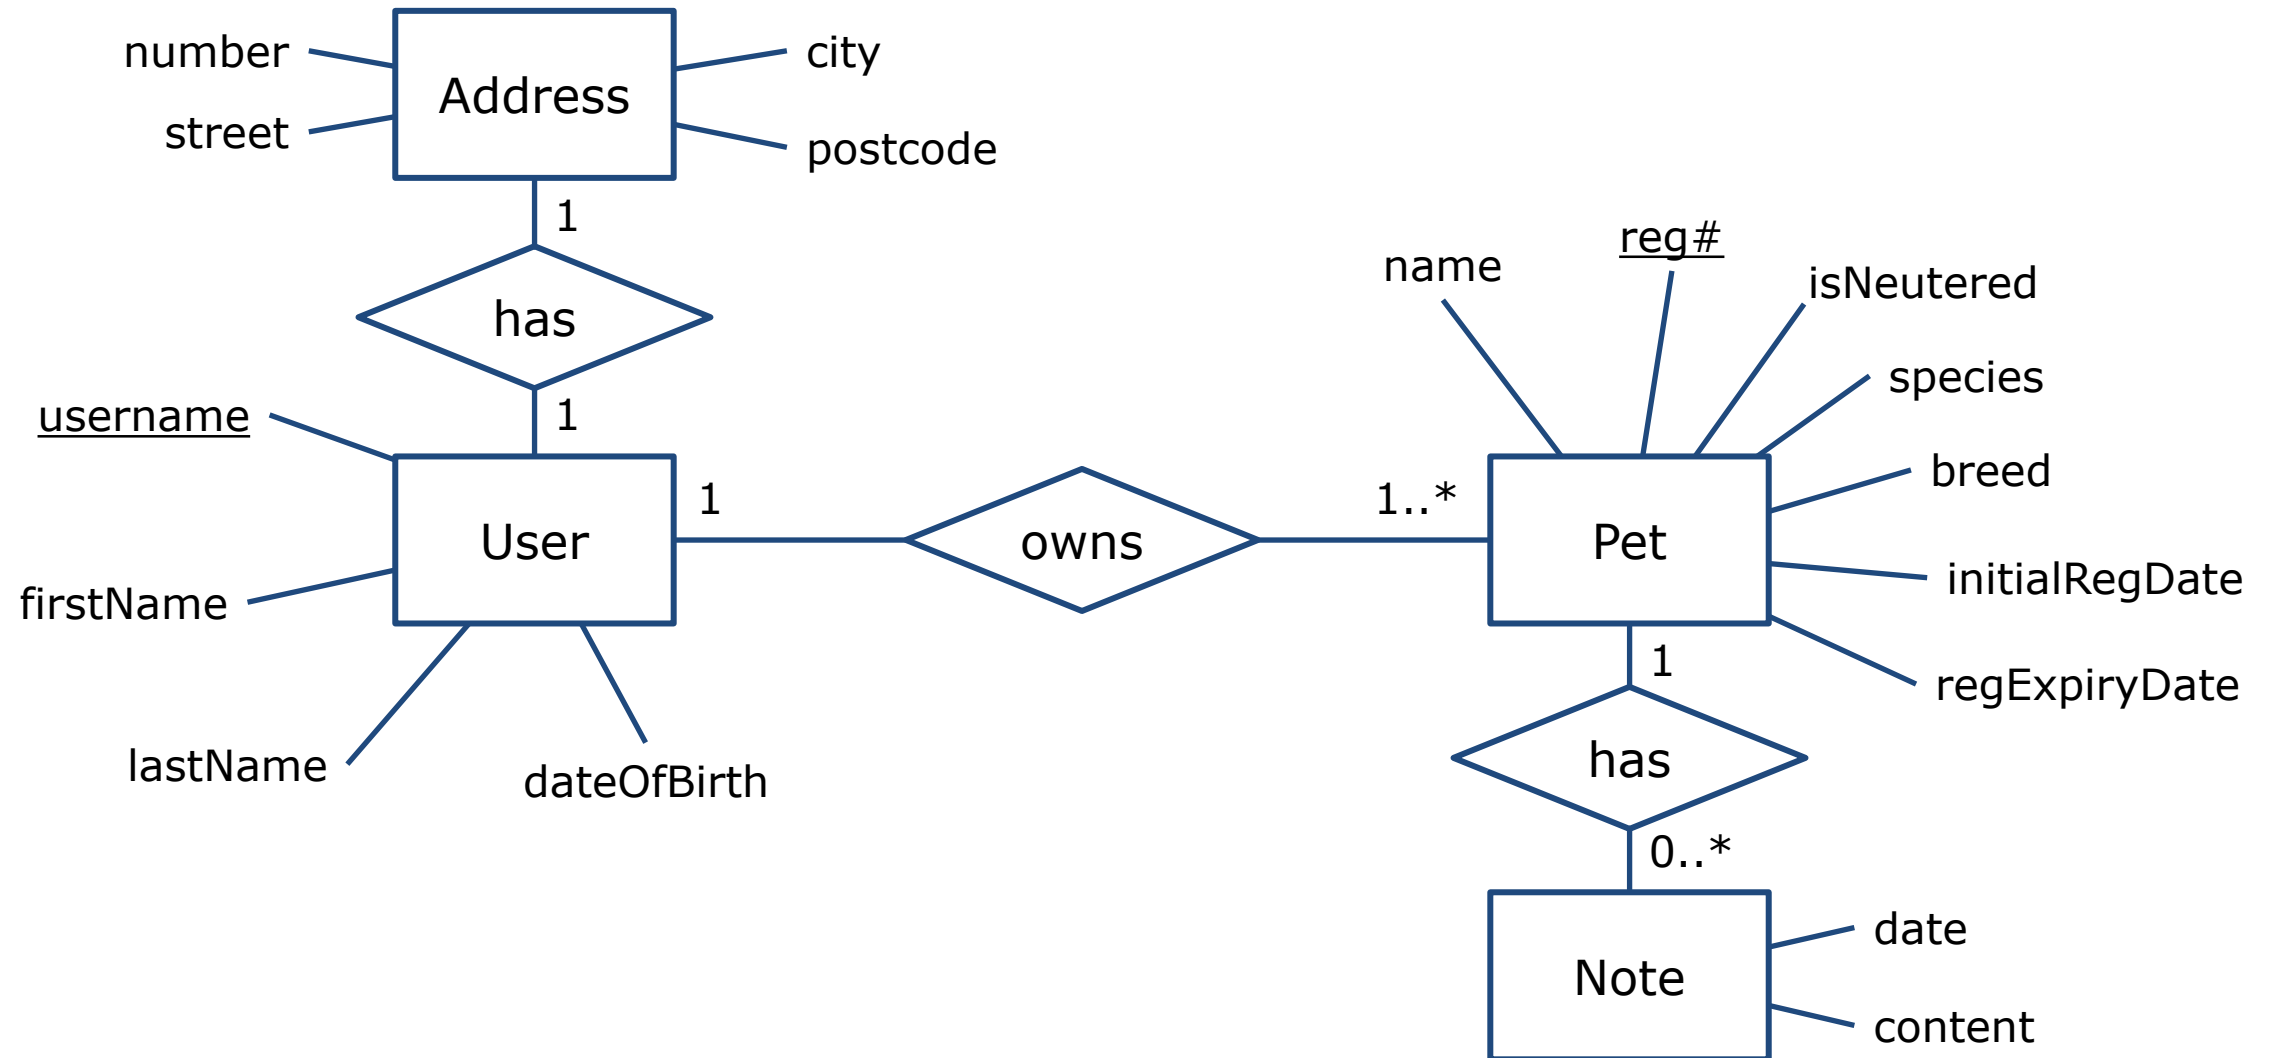 number
city
Address
street
postcode
1
has
1
username
reg#
name
isNeutered
species
breed
1
1..*
User
owns
Pet
initialRegDate
firstName
1
regExpiryDate
lastName
dateOfBirth
has
0..*
date
Note
content